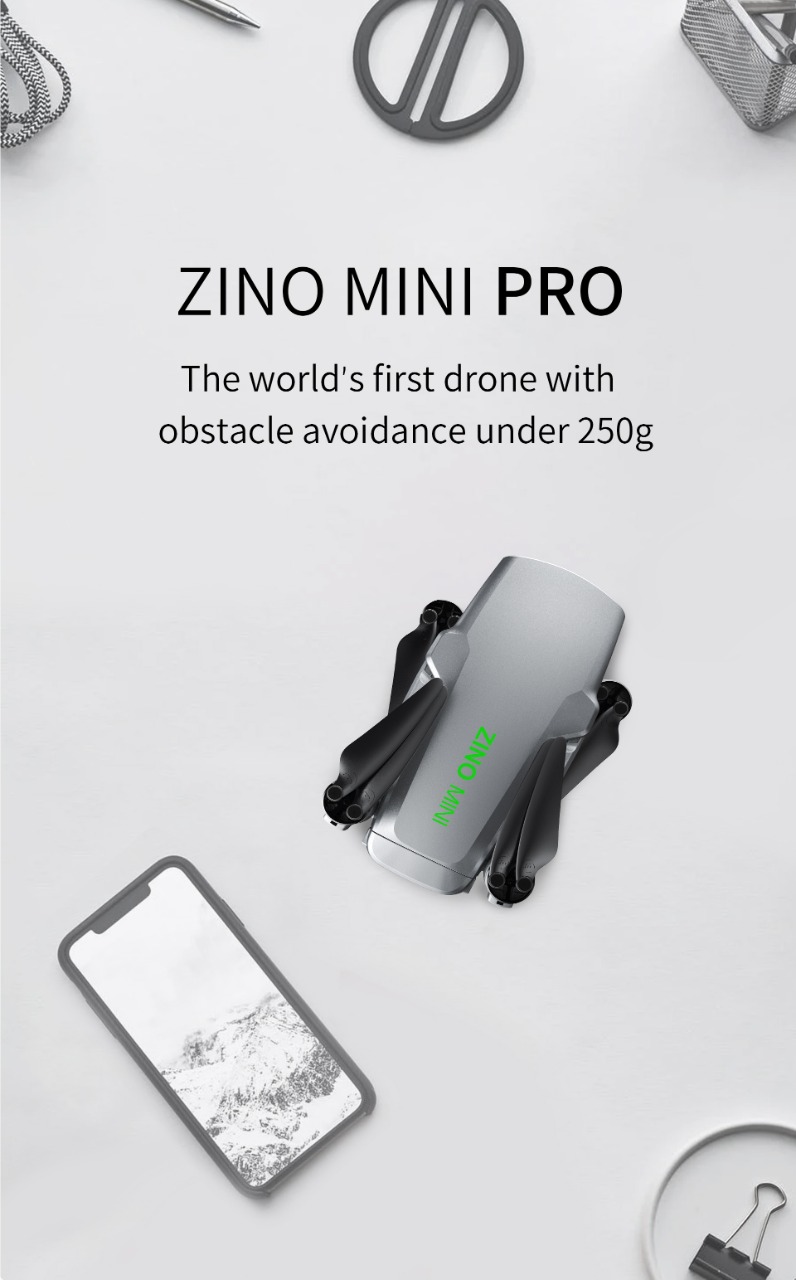 ZINO MINI PRO
The world's first drone with
obstacle avoidance under 250g
ZINO MINI